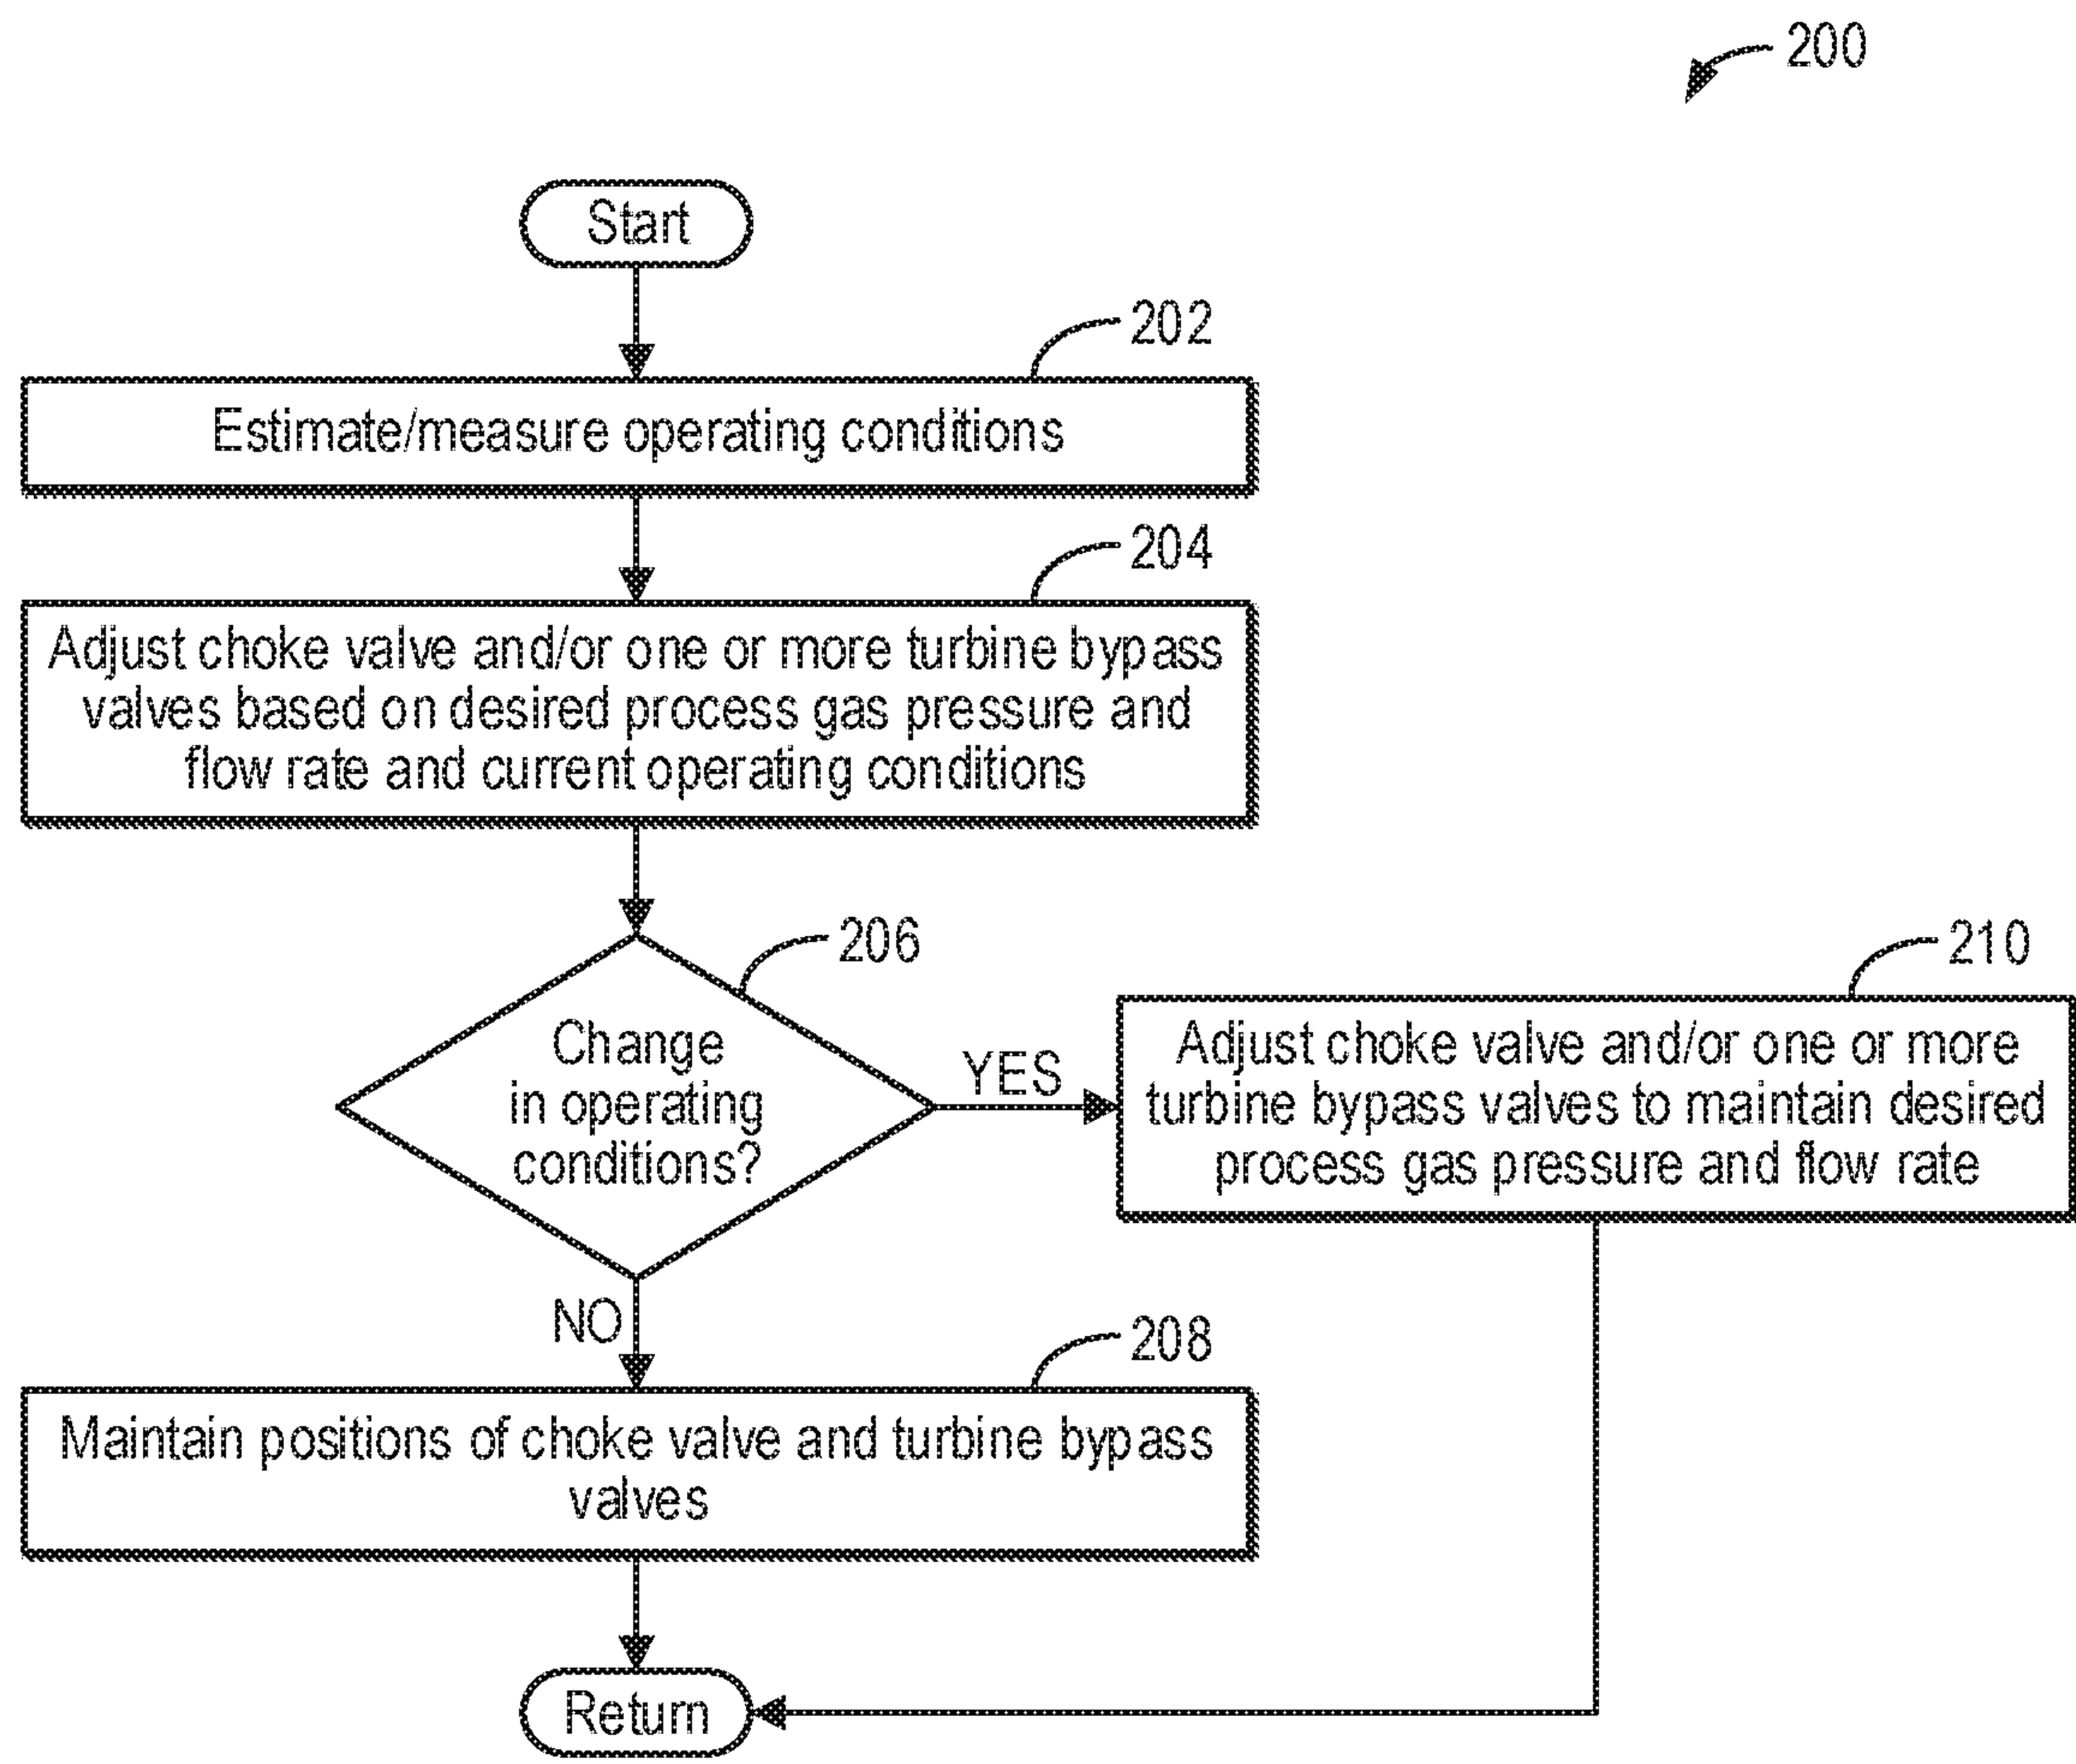 200
Start
202
Estimate/measure operating conditions
204
Adjust choke valve and/or one or more turbine bypass
valves based on desired process gas pressure and
flow rate and current operating conditions
206
Change
in operating
conditions?
YES
210
Adjust choke valve and/or one or more
turbine bypass valves to maintain desired
process gas pressure and flow rate
NO
208
Maintain positions of choke valve and turbine bypass
valves
Return